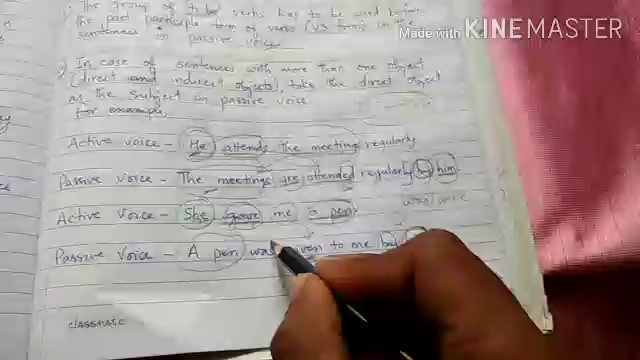 The group of to be verbs has to be used before
the past participle term of verbs (V3 form) in the
sentences in passive voice
Made with KINEMASTER
In case of sentences with more than one object
(direct and indirect objects), take the direct object
as the subject in passive voice.
For example,
Active voice - He attends the meeting regularly
Passive voice - The meetings are attended regularly by him
Active voice - She gave me a pen
Passive Voice - A pen was given to me by
classmate